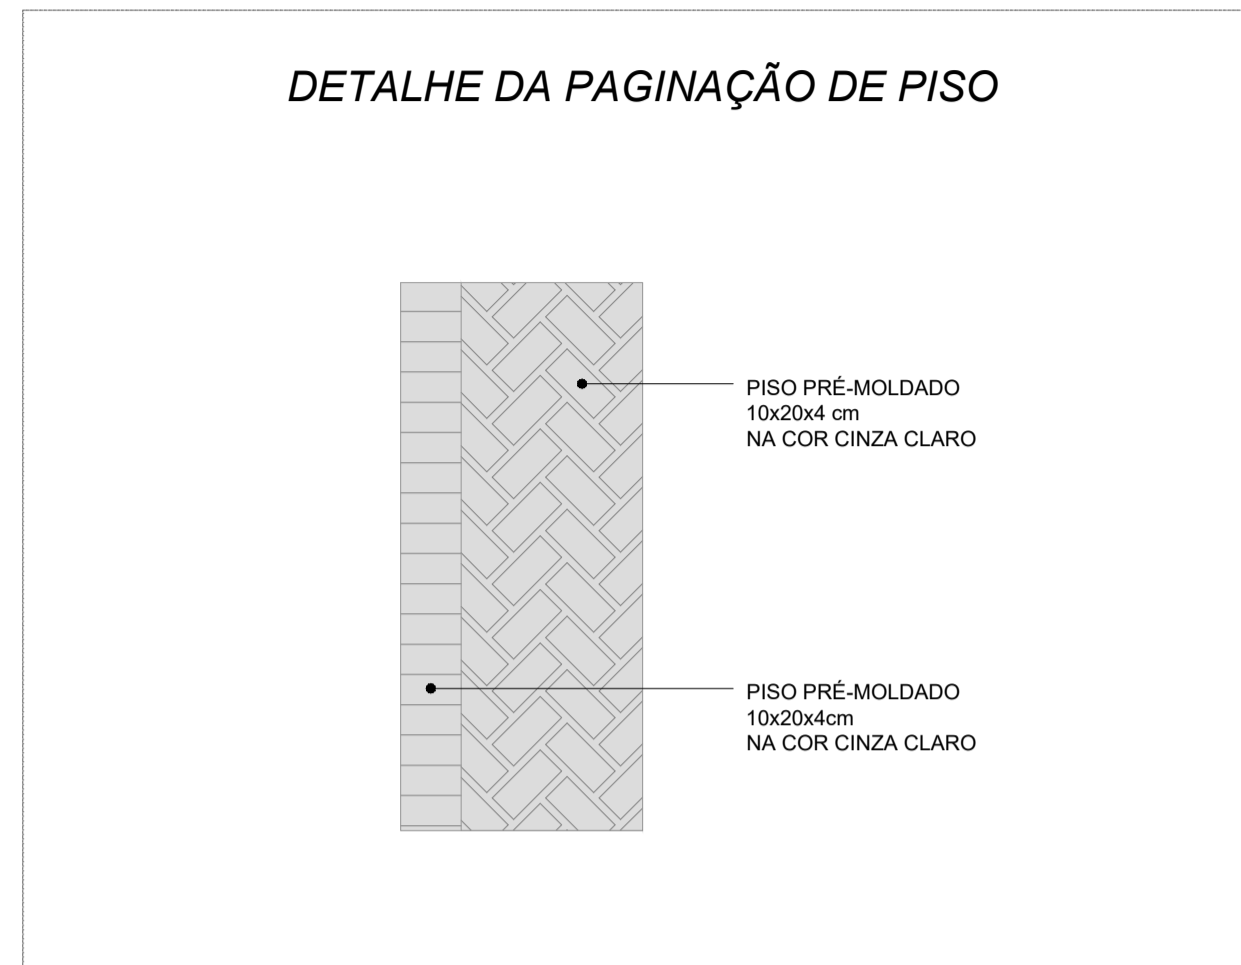 DETALHE DA PAGINAÇÃO DE PISO
PISO PRÉ-MOLDADO
10x20x4 cm
NA COR CINZA CLARO
PISO PRÉ-MOLDADO
10x20x4cm
NA COR CINZA CLARO